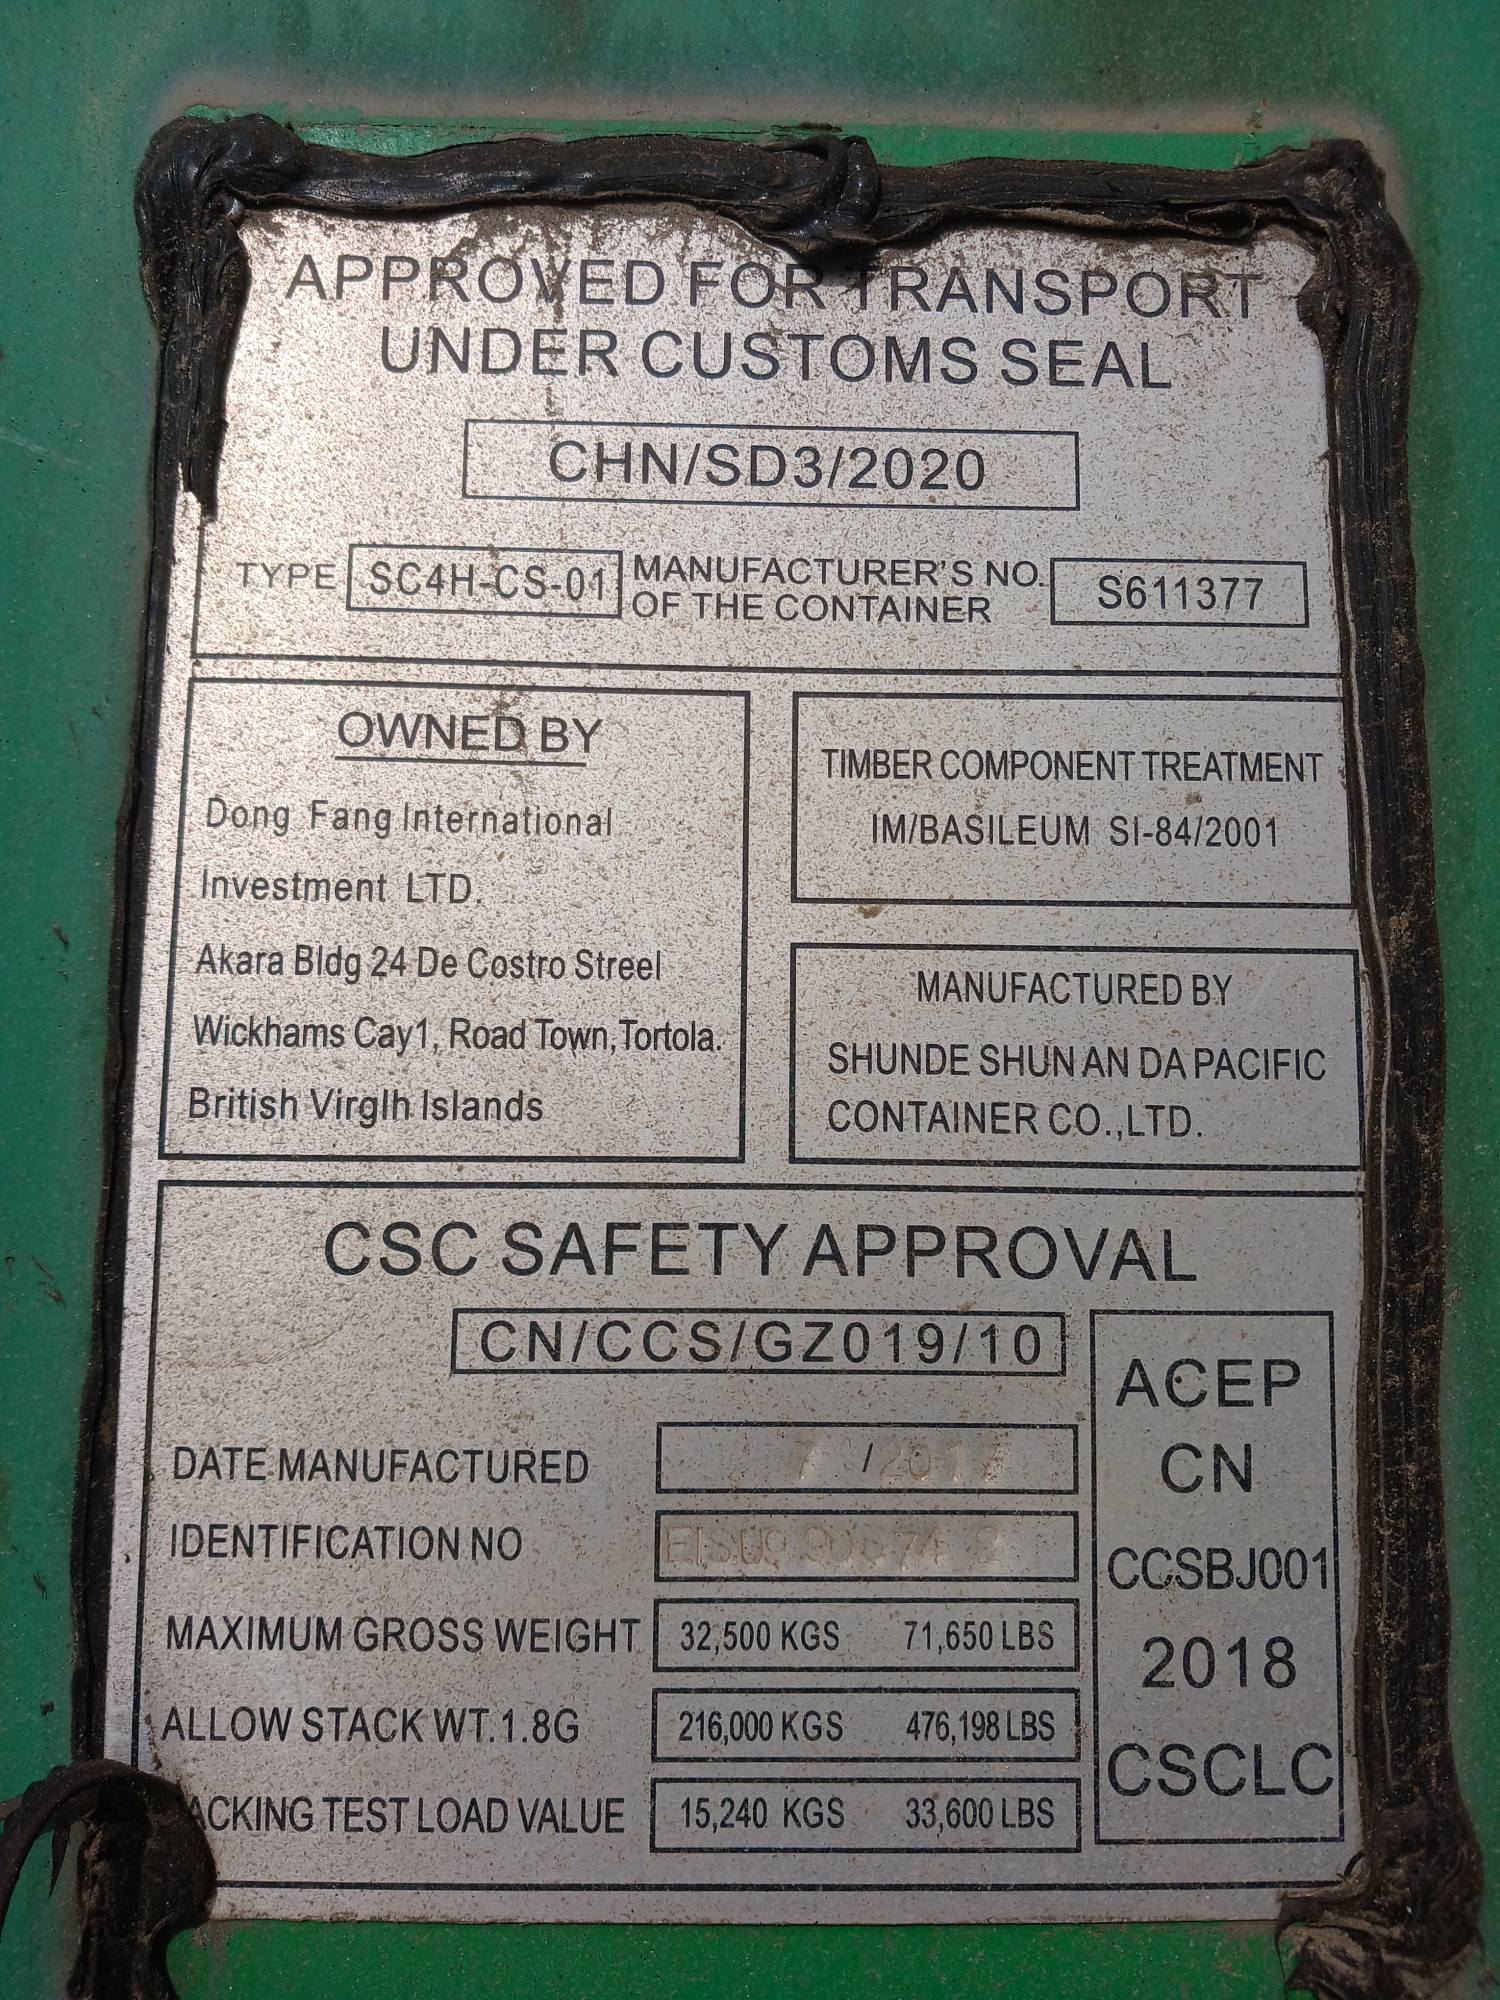 APPROVED FOR TRANSPORT
UNDER CUSTOMS SEAL
CHN/SD3/2020
TYPE SC4H-CS-01 MANUFACTURER'S NO. OF THE CONTAINER S611377
OWNED BY
Dong Fang International
Investment LTD.
Akara Bldg 24 De Costro Streel
Wickhams Cay1, Road Town,Tortola.
British Virglh Islands
TIMBER COMPONENT TREATMENT
IM/BASILEUM SI-84/2001
MANUFACTURED BY
SHUNDE SHUN AN DA PACIFIC
CONTAINER CO.,LTD.
CSC SAFETY APPROVAL
CN/CCS/GZ019/10
DATE MANUFACTURED
IDENTIFICATION NO
MAXIMUM GROSS WEIGHT 32,500 KGS 71,650 LBS
ALLOW STACK WT.1.8G 216,000 KGS 476,198 LBS
ACKING TEST LOAD VALUE 15,240 KGS 33,600 LBS
ACEP
CN
CCSBJ001
2018
CSCLC